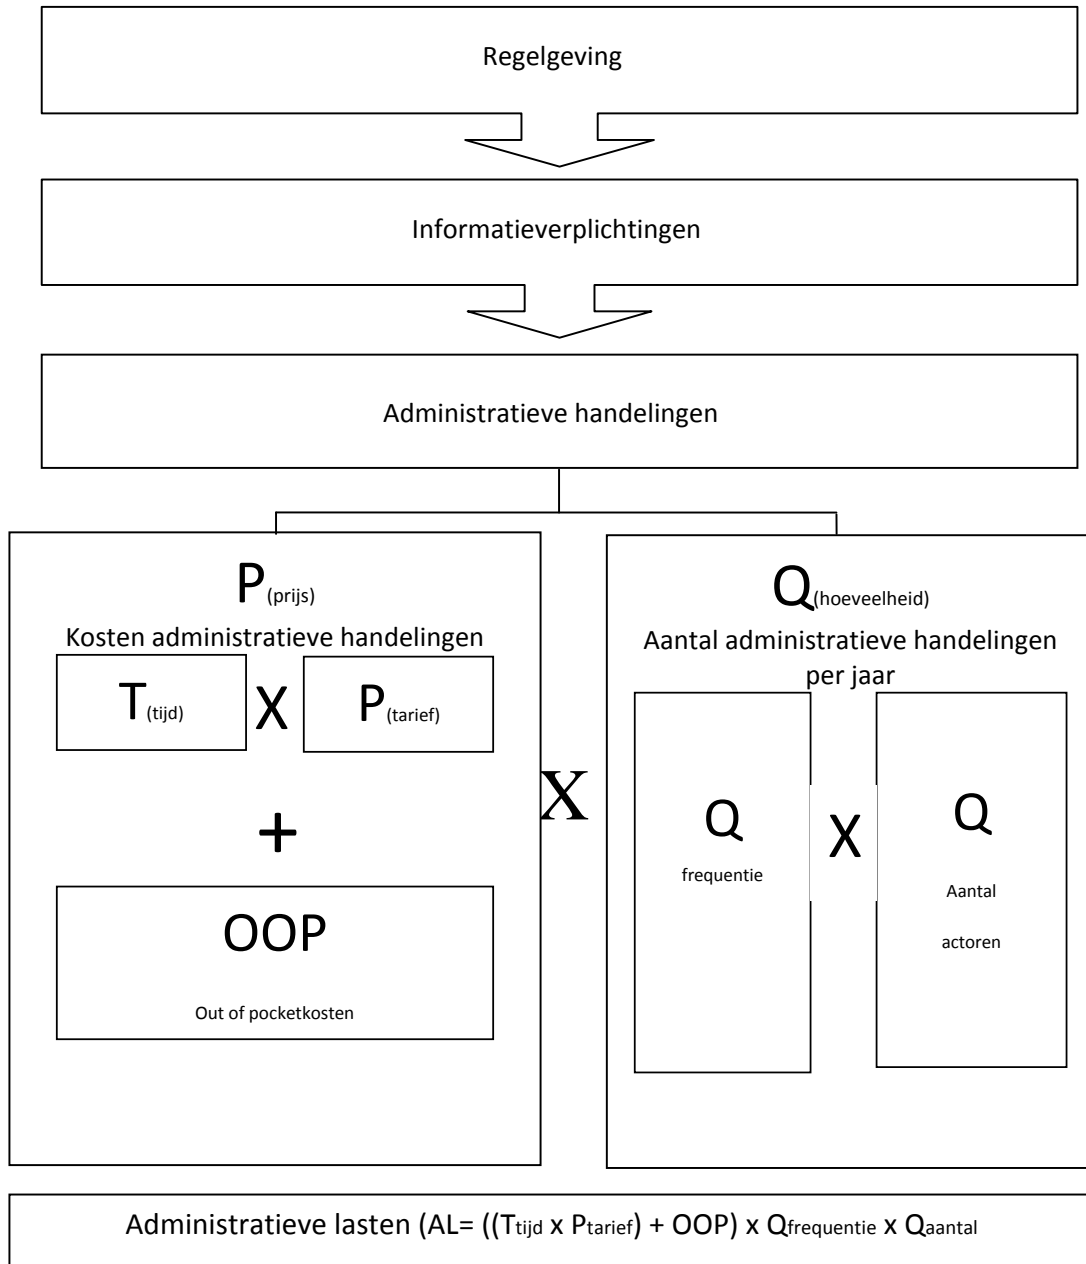 Regelgeving
Informatieverplichtingen
Administratieve handelingen
P(prijs)
Kosten administratieve handelingen
T(tijd) X P(tarief)
+
OOP
Out of pocketkosten
X
Q(hoeveelheid)
Aantal administratieve handelingen
per jaar
Q
frequentie
X
Q
Aantal
actoren
Administratieve lasten (AL= ((Ttijd x Ptarief) + OOP) x Qfrequentie x Qaantal